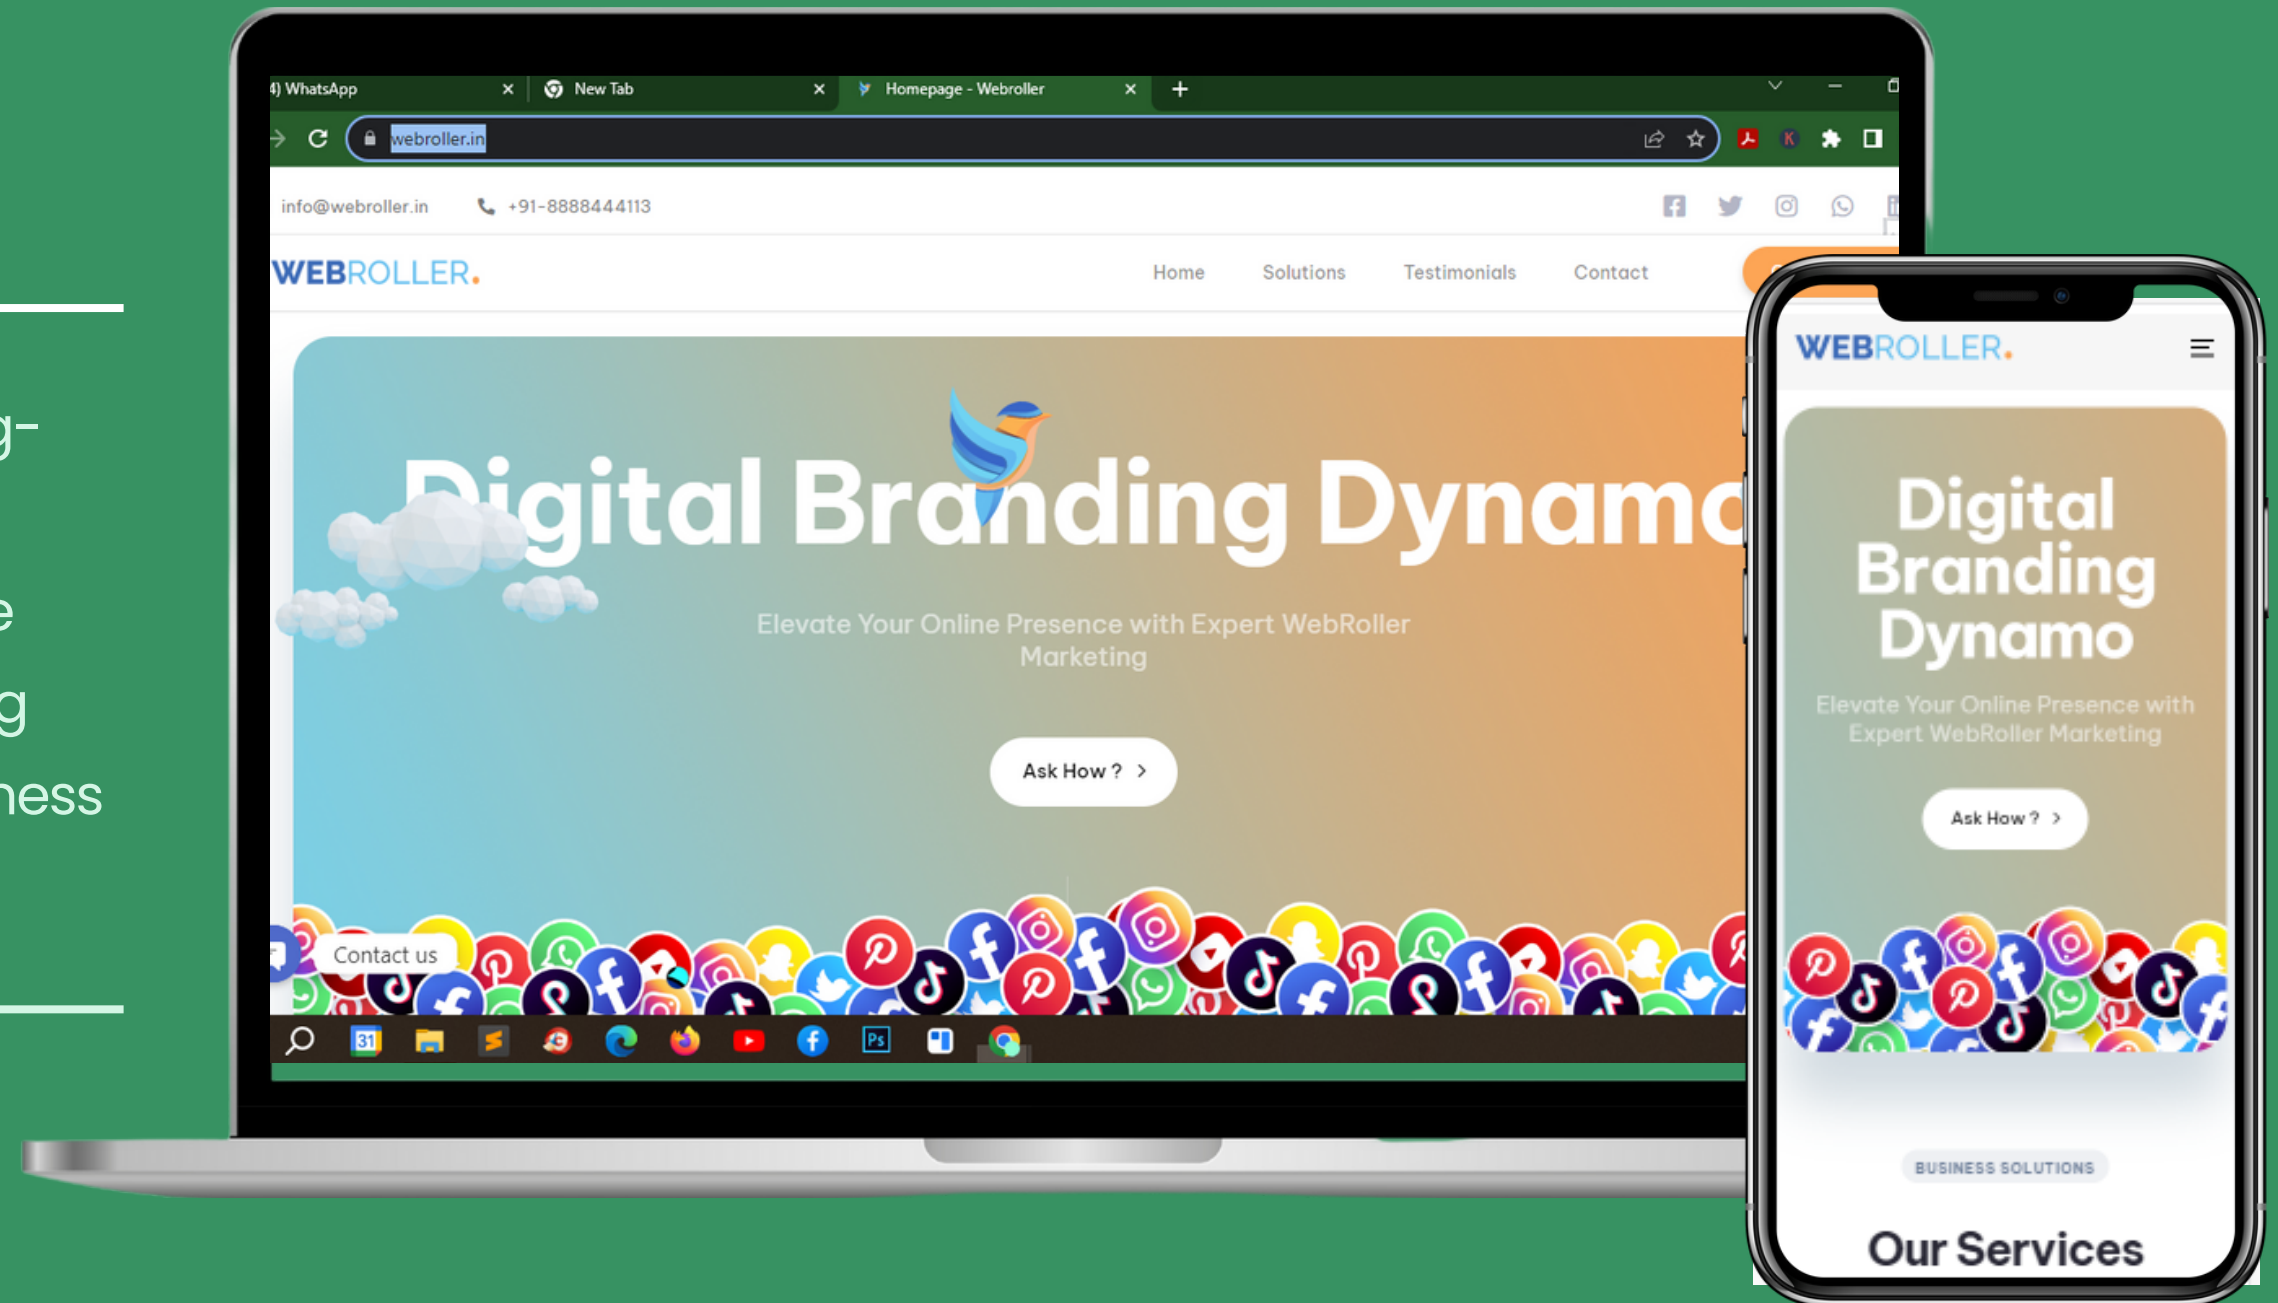 4) WhatsApp
New Tab
Homepage - Webroller
webroller.in
info@webroller.in
+91-8888444113
WEBROLLER.
Home
Solutions
Testimonials
Contact
Digital Branding Dynamo
Elevate Your Online Presence with Expert WebRoller
Marketing
Ask How ?
Contact us
31
Ps
WEBROLLER.
Digital
Branding
Dynamo
Elevate Your Online Presence with
Expert WebRoller Marketing
Ask How ?
BUSINESS SOLUTIONS
Our Services